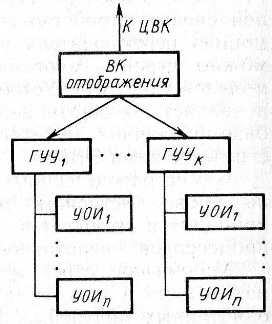 К ЦВК
ВК
отображения
ГУУ₁ . . ГУУк
УОИ₁ УОИ₁
УОИп УОИп